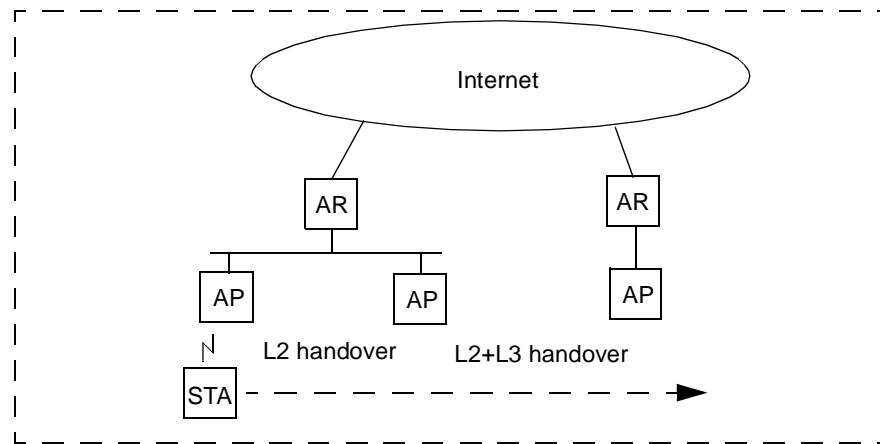 Internet
AR
AR
AP
AP
AP
L2 handover
L2+L3 handover
STA